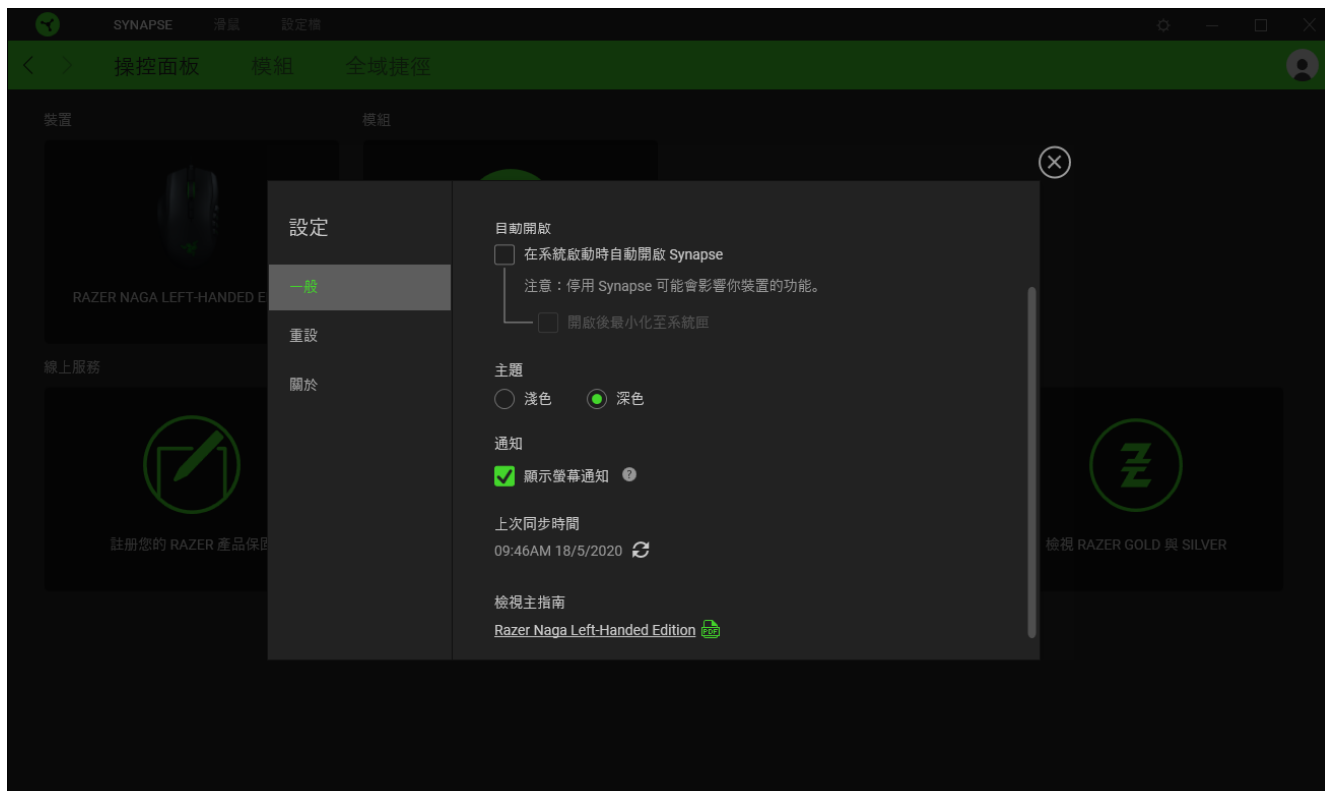 SYNAPSE 滑鼠 設定檔
操控面板 模組 全域捷徑
裝置 模組
RAZER NAGA LEFT-HANDED E
線上服務
註册您的 RAZER 產品保固
檢視 RAZER GOLD 與 SILVER
設定
一般
重設
關於
目動開啟
在系統啟動時自動開啟 Synapse
注意：停用 Synapse 可能會影響你裝置的功能。
開啟後最小化至系統匣
主題
淺色 深色
通知
顯示螢幕通知 ?
上次同步時間
09:46AM 18/5/2020
檢視主指南
Razer Naga Left-Handed Edition PDF